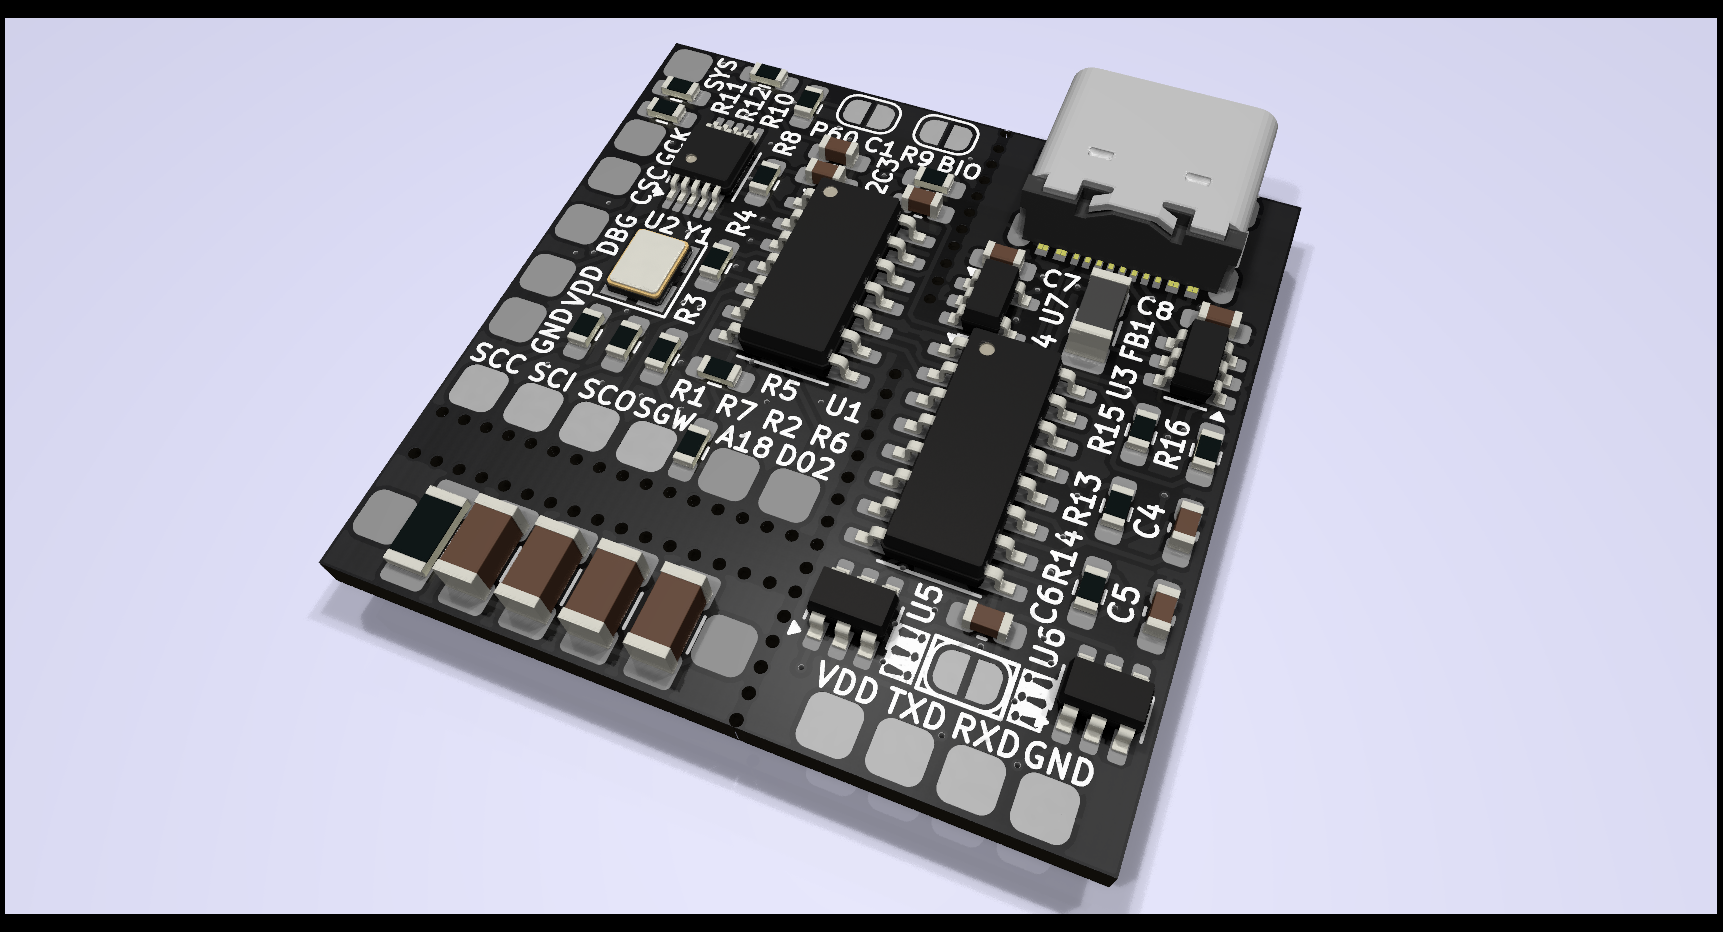 SYS
R11
R12
R10
P60
C1
R9
BIO
R8
2C3
GCK
CSC
R4
U2
Y1
DBG
VDD
GND
R3
C7
U7
4
C8
FB1
U3
SCC
SCI
SCO
SGW
R1
R5
R7
U1
R2
R6
A18
D02
R15
R16
R13
C4
R14
C6
C5
U5
U6
VDD
TXD
RXD
GND